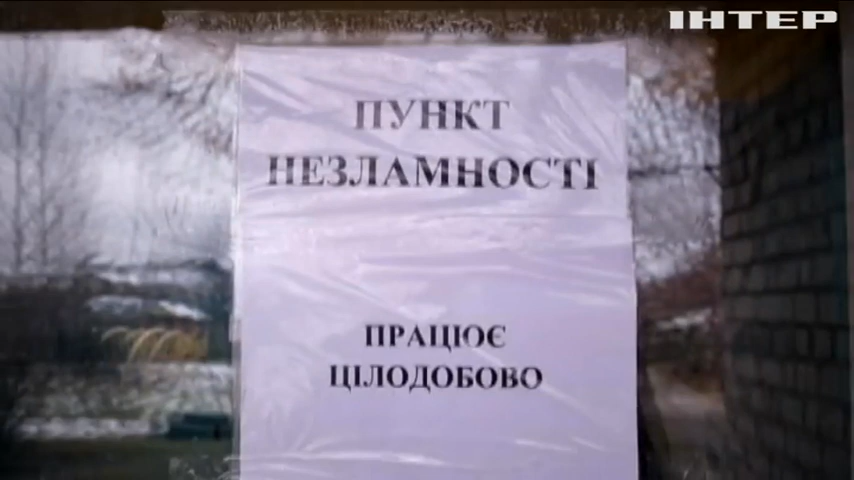 ІНТЕР
ПУНКТ
НЕЗЛАМНОСТІ
ПРАЦЮЄ
ЦІЛОДОБОВО